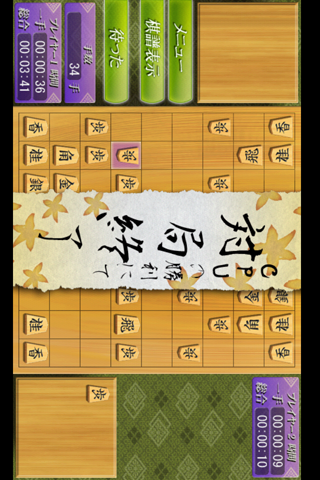 プレイヤー2 時間
一手 00:00:09
総合 00:00:10
対局終了
CPUの勝利にて
メニュー
棋譜表示
待った
手数
34 手
プレイヤー1 時間
一手 00:00:36
総合 00:03:41